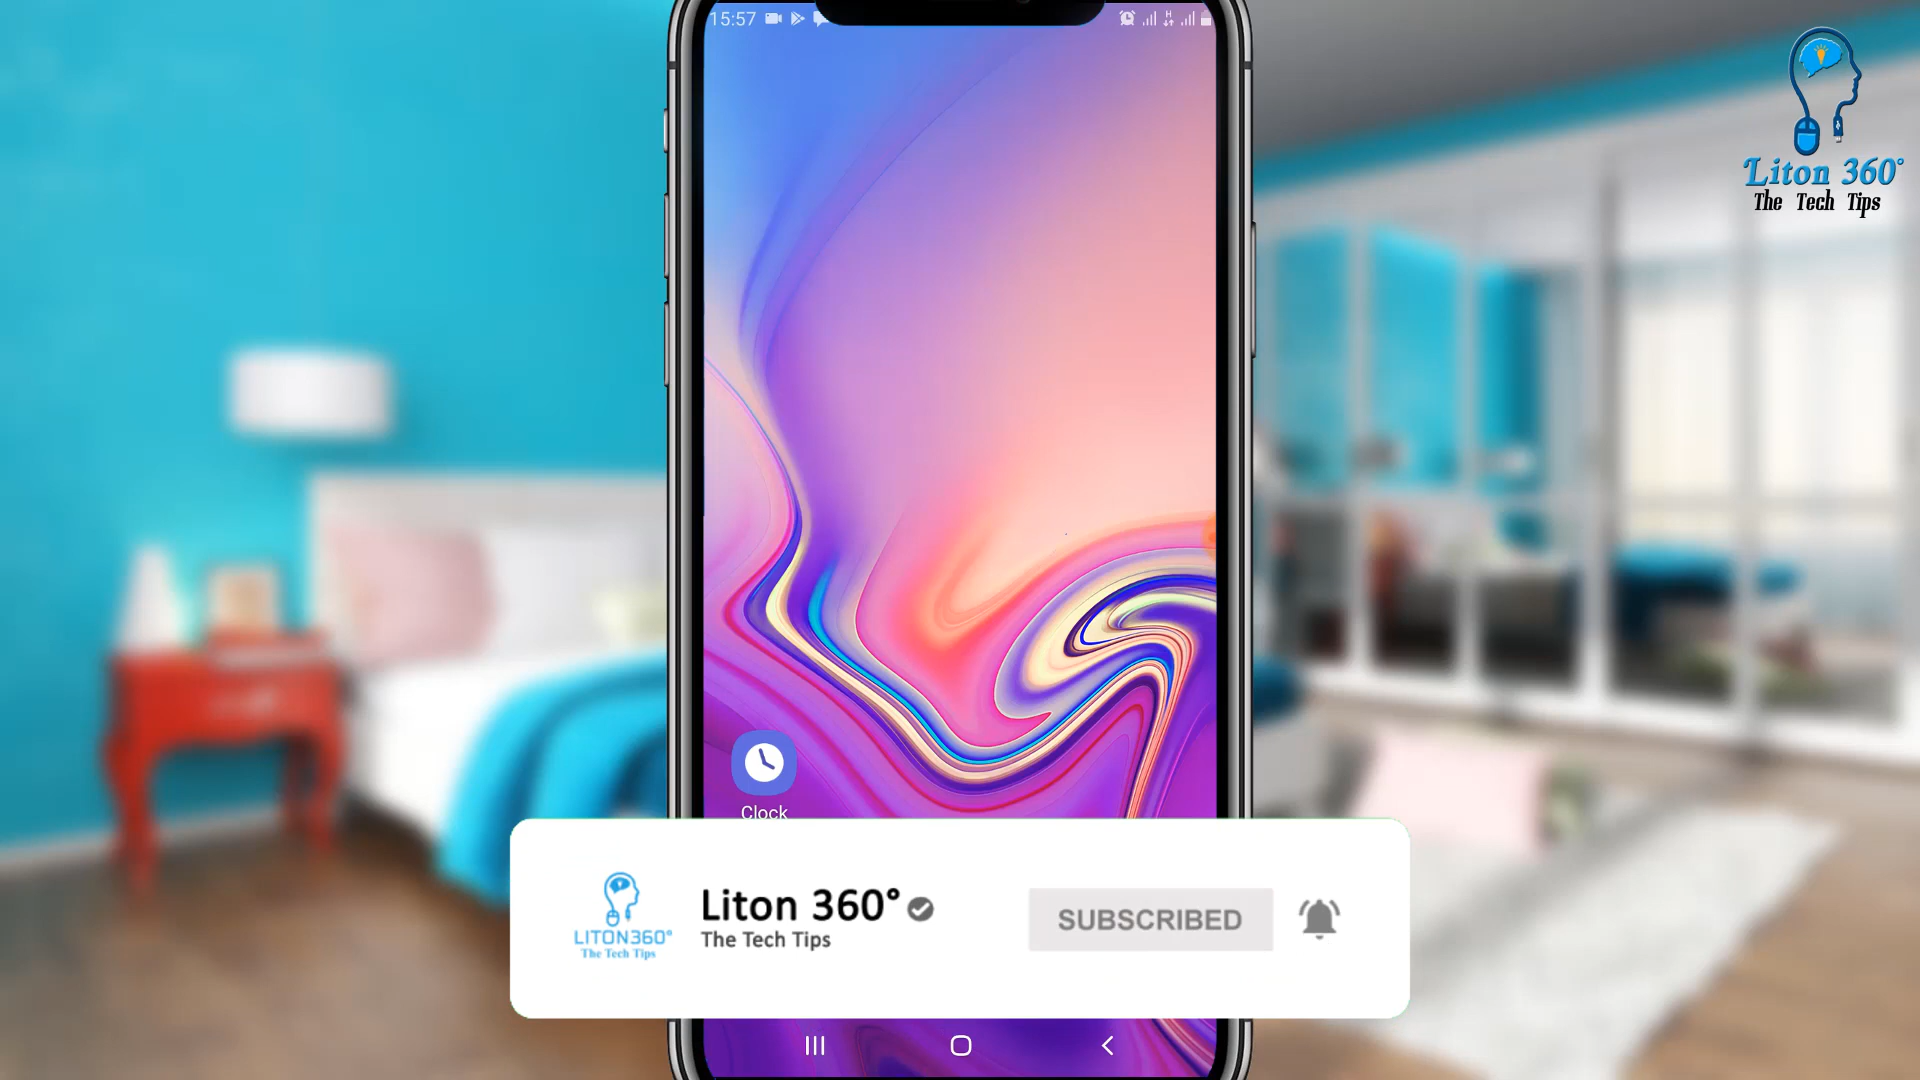 15:57
Liton 360°
The Tech Tips
Clock
LITON360°
The Tech Tips
Liton 360°
The Tech Tips
SUBSCRIBED